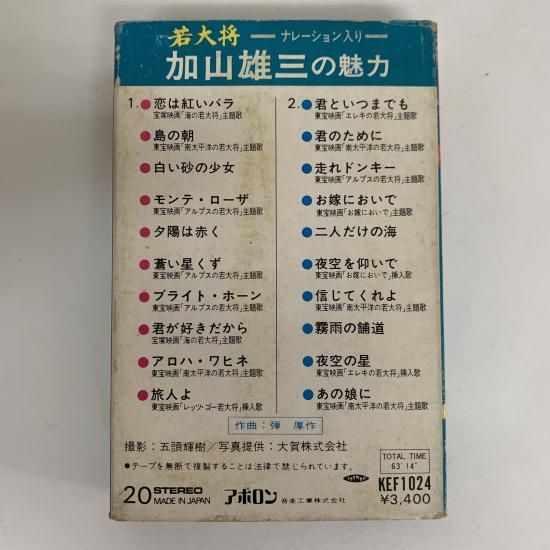 若大将 ― ナレーション入り ―
加山雄三の魅力
1.●恋は紅いバラ
宝塚映画「海の若大将」主題歌
●島の朝
東宝映画「南太平洋の若大将」主題歌
●白い砂の少女
●モンテ・ローザ
東宝映画「アルプスの若大将」主題歌
●夕陽は赤く
●蒼い星くず
東宝映画「アルプスの若大将」主題歌
●ブライト・ホーン
東宝映画「アルプスの若大将」主題歌
●君が好きだから
宝塚映画「海の若大将」主題歌
●アロハ・ワヒネ
東宝映画「南太平洋の若大将」主題歌
●旅人よ
東宝映画「レッツ・ゴー若大将」挿入歌
2.●君といつまでも
東宝映画「エレキの若大将」主題歌
●君のために
東宝映画「南太平洋の若大将」主題歌
●走れドンキー
東宝映画「アルプスの若大将」主題歌
●お嫁において
東宝映画「お嫁において」主題歌
●二人だけの海
●夜空を仰いで
東宝映画「お嫁において」挿入歌
●信じてくれよ
東宝映画「南太平洋の若大将」主題歌
●霧雨の舗道
●夜空の星
東宝映画「エレキの若大将」挿入歌
●あの娘に
東宝映画「南太平洋の若大将」主題歌
作曲:弾 厚作
撮影:五頭輝樹/写真提供:大賀株式会社
●テープを無断で複製することは法律で禁じられています。
TOTAL TIME
63′14″
20 STEREO
MADE IN JAPAN
アポロン 音楽工業株式会社
KEF1024
¥3,400